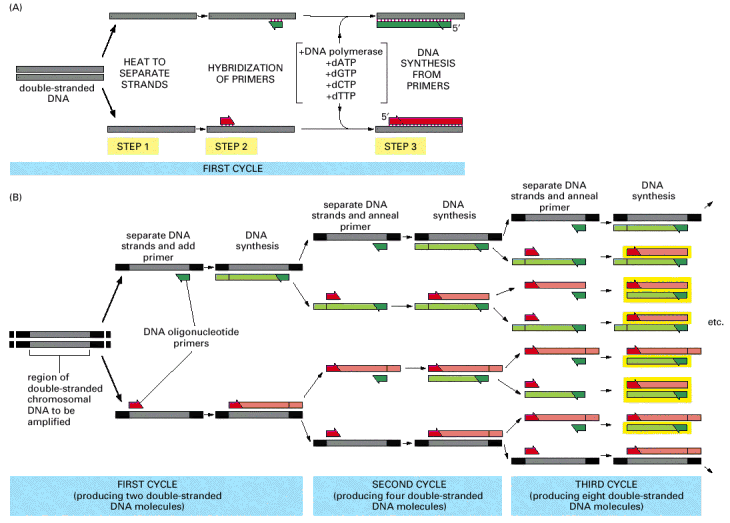 (A)
5′
HEAT TO
SEPARATE
STRANDS
HYBRIDIZATION
OF PRIMERS
+DNA polymerase
+dATP
+dGTP
+dCTP
+dTTP
DNA
SYNTHESIS
FROM
PRIMERS
double-stranded
DNA
5′
STEP 1
STEP 2
STEP 3
FIRST CYCLE
(B)
separate DNA
strands and add
primer
DNA
synthesis
separate DNA
strands and anneal
primer
DNA
synthesis
separate DNA
strands and anneal
primer
DNA
synthesis
DNA oligonucleotide
primers
region of
double-stranded
chromosomal
DNA to be
amplified
etc.
FIRST CYCLE
(producing two double-stranded
DNA molecules)
SECOND CYCLE
(producing four double-stranded
DNA molecules)
THIRD CYCLE
(producing eight double-stranded
DNA molecules)